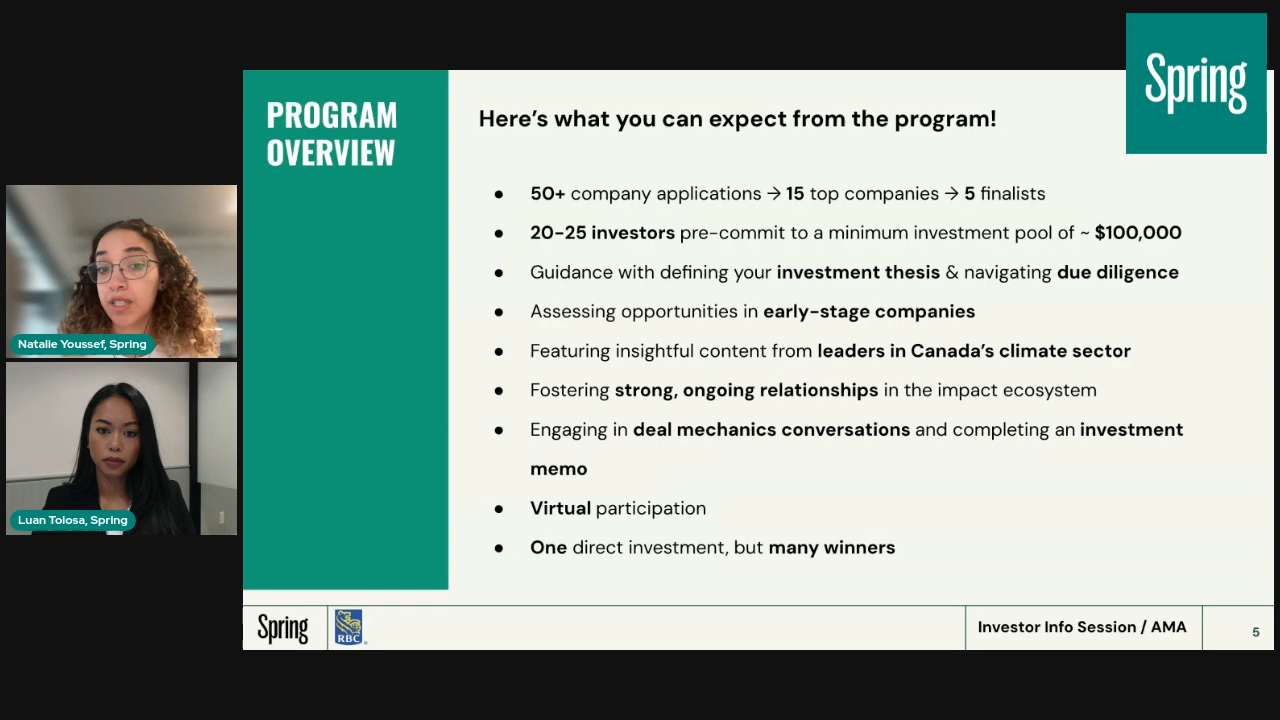 Spring
PROGRAM
OVERVIEW
Here's what you can expect from the program!
● 50+ company applications → 15 top companies → 5 finalists
● 20-25 investors pre-commit to a minimum investment pool of ~ $100,000
● Guidance with defining your investment thesis & navigating due diligence
● Assessing opportunities in early-stage companies
● Featuring insightful content from leaders in Canada's climate sector
● Fostering strong, ongoing relationships in the impact ecosystem
● Engaging in deal mechanics conversations and completing an investment
memo
● Virtual participation
● One direct investment, but many winners
Natalie Youssef, Spring
Luan Tolosa, Spring
Spring
RBC
Investor Info Session / AMA
5